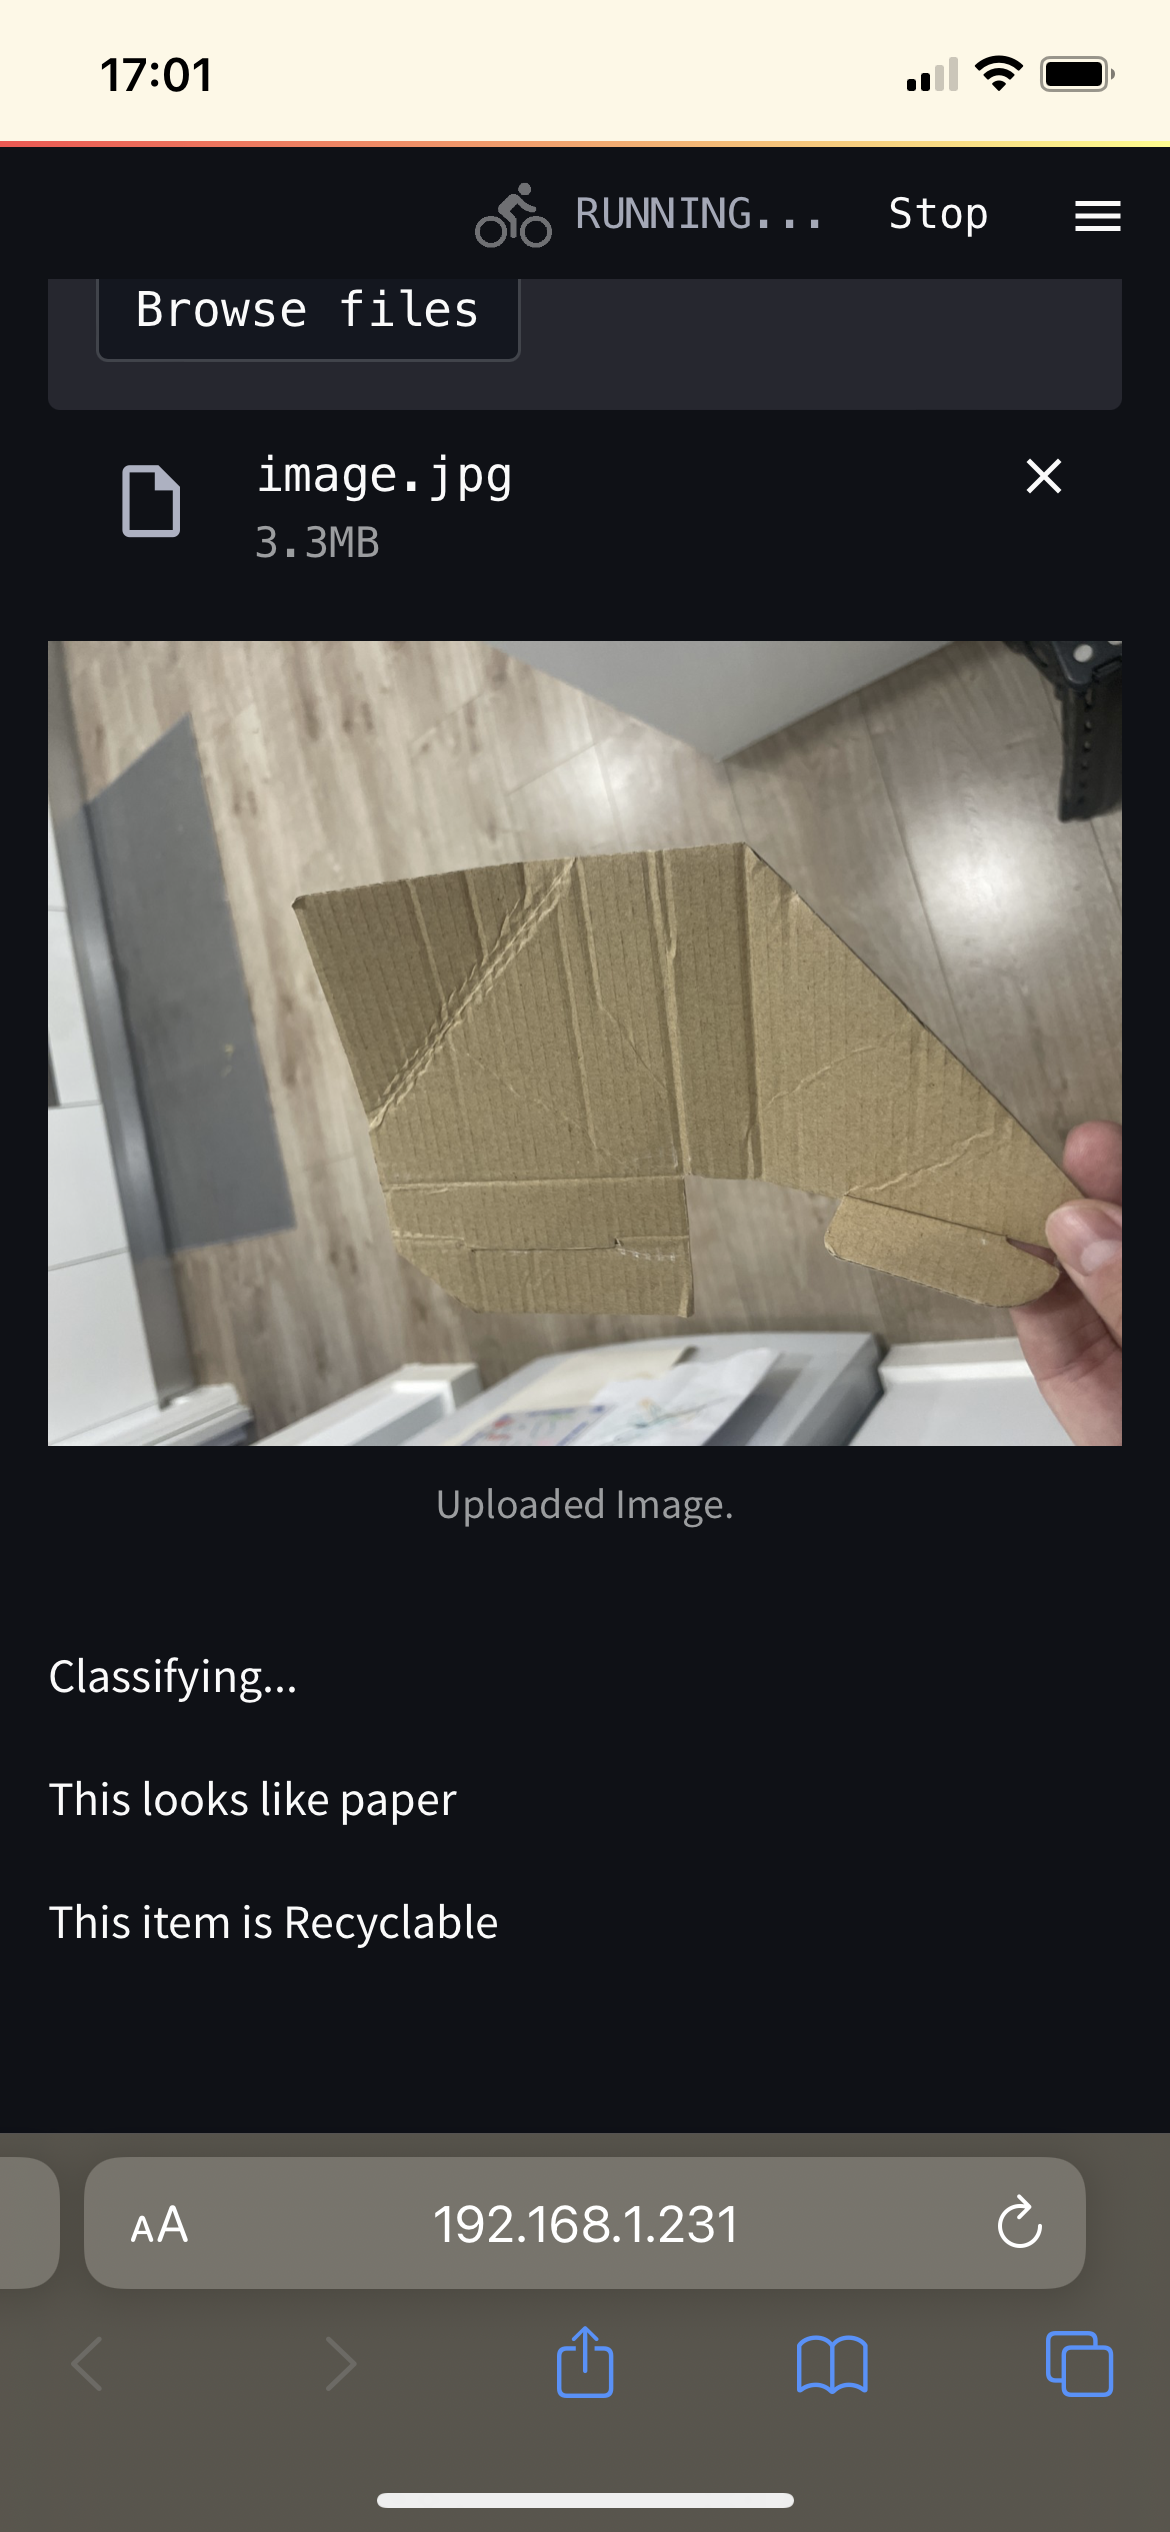 17:01
RUNNING... Stop
Browse files
image.jpg
3.3MB
Uploaded Image.
Classifying...
This looks like paper
This item is Recyclable
AA 192.168.1.231